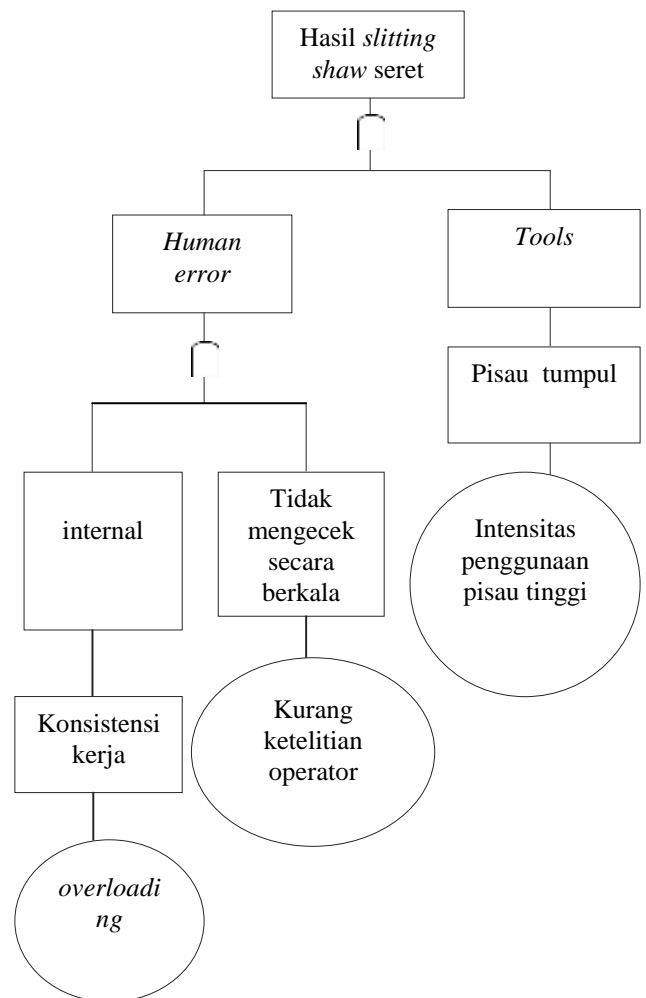 Hasil slitting
shaw seret
Human
error
Tools
Pisau tumpul
internal
Tidak
mengecek
secara
berkala
Intensitas
penggunaan
pisau tinggi
Konsistensi
kerja
Kurang
ketelitian
operator
overloadi
ng